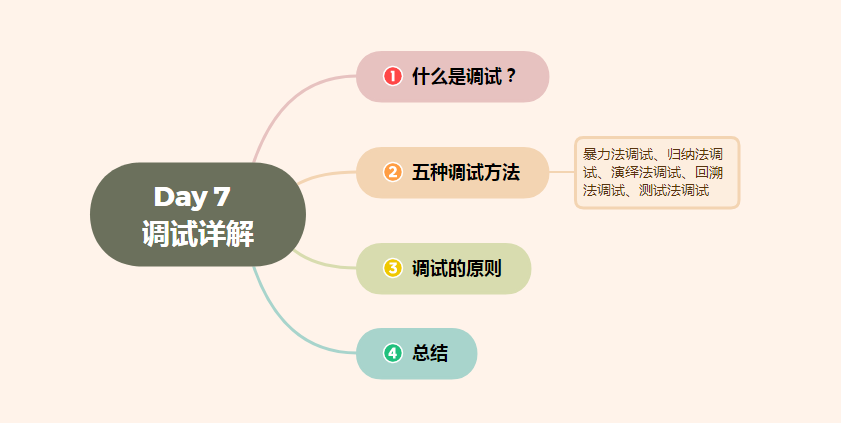 Day 7
调试详解
1 什么是调试？
2 五种调试方法
暴力法调试、归纳法调
试、演绎法调试、回溯
法调试、测试法调试
3 调试的原则
4 总结